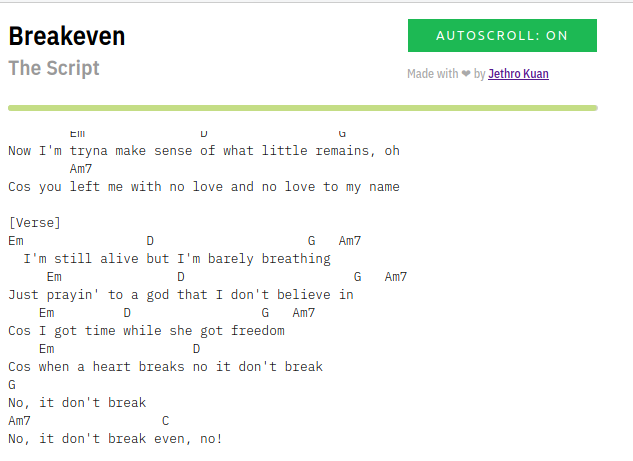 Breakeven
AUTOSCROLL: ON
The Script
Made with ❤ by Jethro Kuan
Em D G
Now I'm tryna make sense of what little remains, oh
Am7
Cos you left me with no love and no love to my name
[Verse]
Em D G Am7
I'm still alive but I'm barely breathing
Em D G Am7
Just prayin' to a god that I don't believe in
Em D G Am7
Cos I got time while she got freedom
Em D
Cos when a heart breaks no it don't break
G
No, it don't break
Am7 C
No, it don't break even, no!